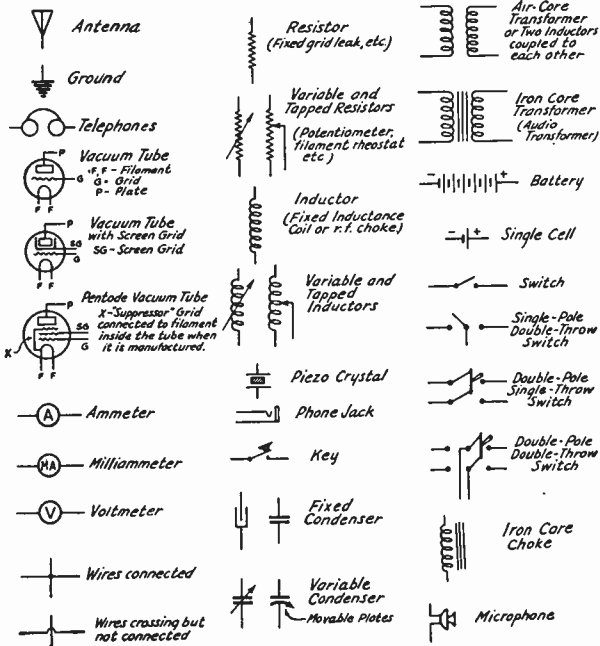 Antenna
Ground
Telephones
P
G
F F
Vacuum Tube
F, F - Filament
G - Grid
P - Plate
SG
G
F F
Vacuum Tube
with Screen Grid
SG - Screen Grid
P
SG
G
X
F F
Pentode Vacuum Tube
X-"Suppressor" Grid
connected to filament
inside the tube when
it is manufactured.
A
Ammeter
MA
Milliammeter
V
Voltmeter
Wires connected
Wires crossing but
not connected
Resistor
(Fixed grid leak, etc.)
Variable and
Tapped Resistors
(Potentiometer,
filament rheostat
etc)
Inductor
(Fixed Inductance
Coil or r.f. choke)
Variable and
Tapped
Inductors
Piezo Crystal
Phone Jack
Key
Fixed
Condenser
Variable
Condenser
Movable Plates
Air-Core
Transformer
or Two Inductors
coupled to
each other
Iron Core
Transformer
(Audio
Transformer)
- +
Battery
- +
Single Cell
Switch
Single-Pole
Double-Throw
Switch
Double-Pole
Single-Throw
Switch
Double-Pole
Double-Throw
Switch
Iron Core
Choke
Microphone